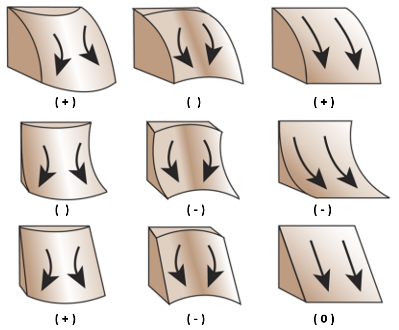 ( + ) ( ) ( + )
( ) ( - ) ( - )
( + ) ( - ) ( 0 )